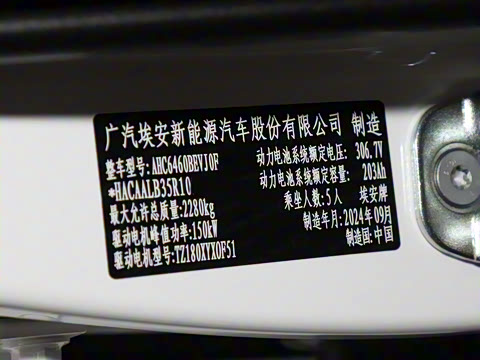 广汽埃安新能源汽车股份有限公司 制造
整车型号:AHC6460BEVJ0F 动力电池系统额定电压: 306.7V
*HACAALB35R10 动力电池系统额定容量: 203Ah
最大允许总质量:2280kg 乘坐人数:5人 埃安牌
驱动电机峰值功率:150kW 制造年月:2024年09月
驱动电机型号:TZ180XYX0F51 制造国:中国